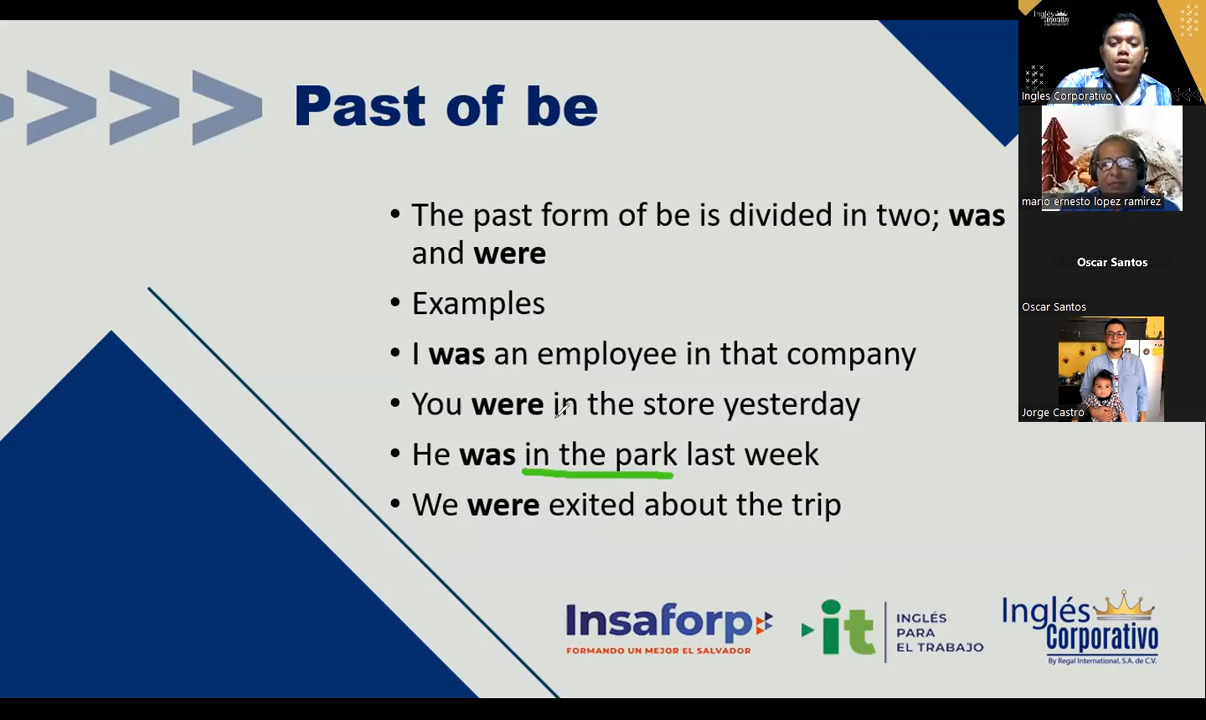 Past of be
• The past form of be is divided in two; was
and were
• Examples
• I was an employee in that company
• You were in the store yesterday
• He was in the park last week
• We were exited about the trip
Insaforp
FORMANDO UN MEJOR EL SALVADOR
it
INGLÉS
PARA
EL TRABAJO
Inglés
Corporativo
By Regal International, S.A. de C.V.
Inglés
Corporativo
Ingles Corporativo
mario ernesto lopez ramirez
Oscar Santos
Oscar Santos
Jorge Castro